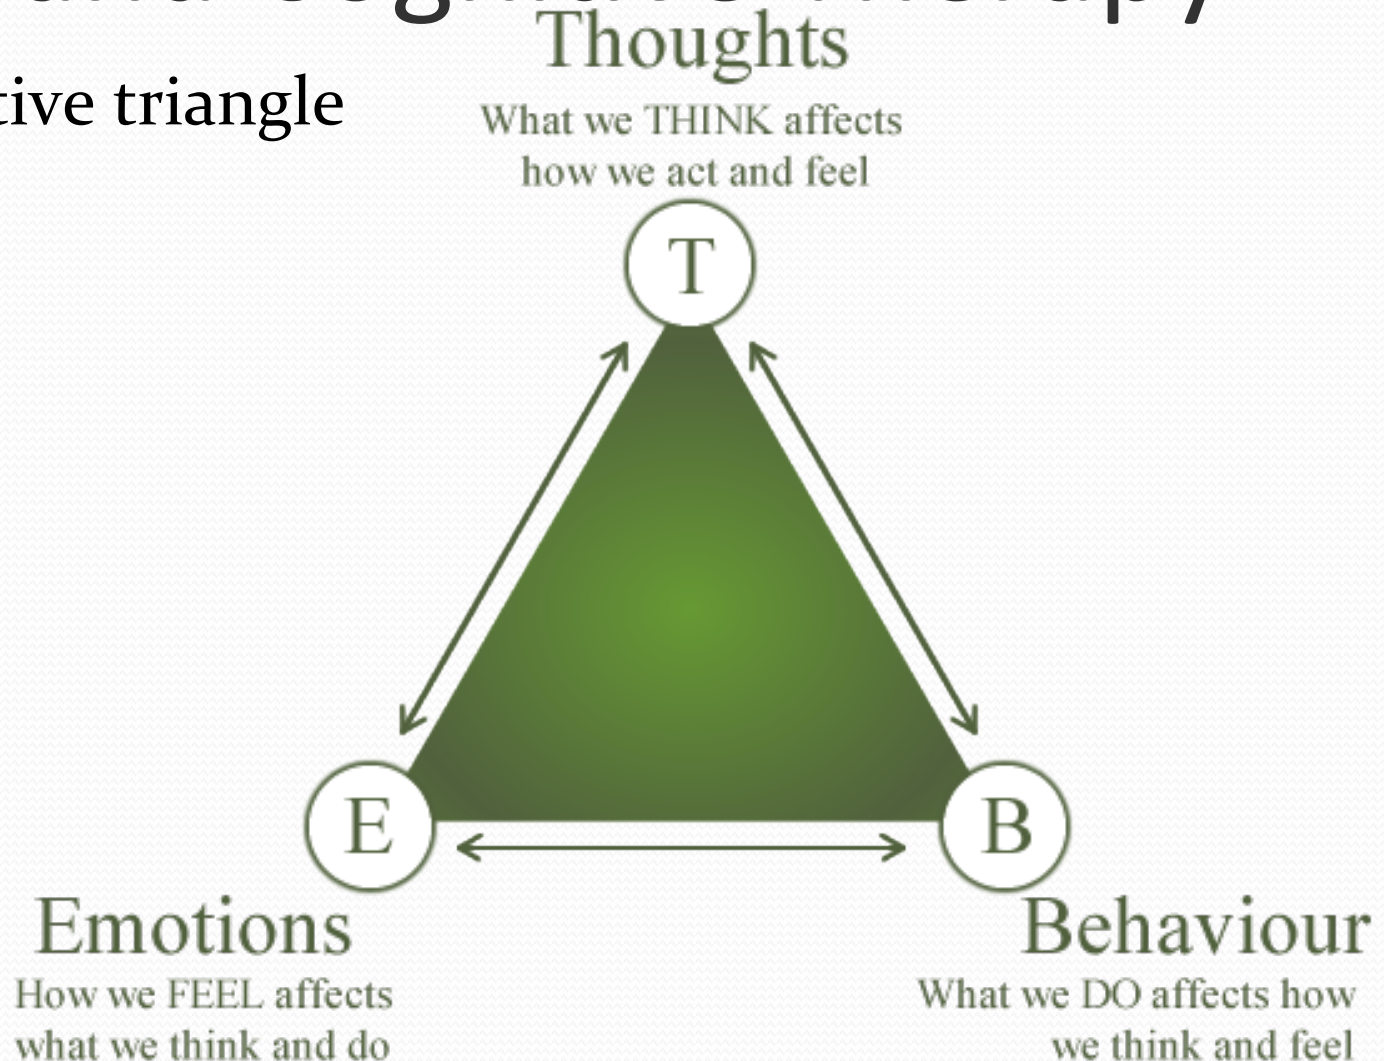 Thoughts
tive triangle
What we THINK affects
how we act and feel
T
E
B
Emotions
Behaviour
How we FEEL affects
what we think and do
What we DO affects how
we think and feel